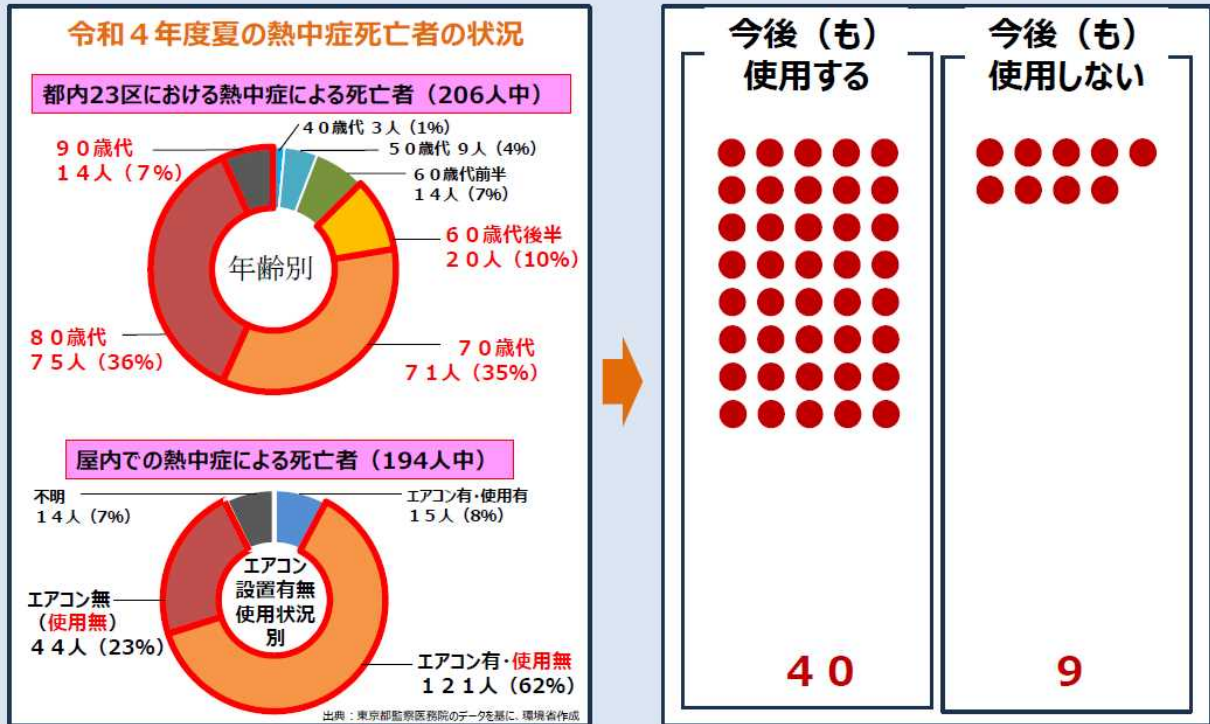 令和４年度夏の熱中症死亡者の状況
都内23区における熱中症による死亡者（206人中）
４０歳代 ３人（1%）
５０歳代 ９人（4%）
６０歳代前半
１４人（7%）
６０歳代後半
２０人（10%）
７０歳代
７１人（35%）
８０歳代
７５人（36%）
９０歳代
１４人（７%）
年齢別
屋内での熱中症による死亡者（194人中）
不明
１４人（7%）
エアコン有・使用有
１５人（8%）
エアコン
設置有無
使用状況
別
エアコン無
（使用無）
４４人（23%）
エアコン有・使用無
１２１人（62%）
出典：東京都監察医務院のデータを基に、環境省作成
今後（も）
使用する
４０
今後（も）
使用しない
９